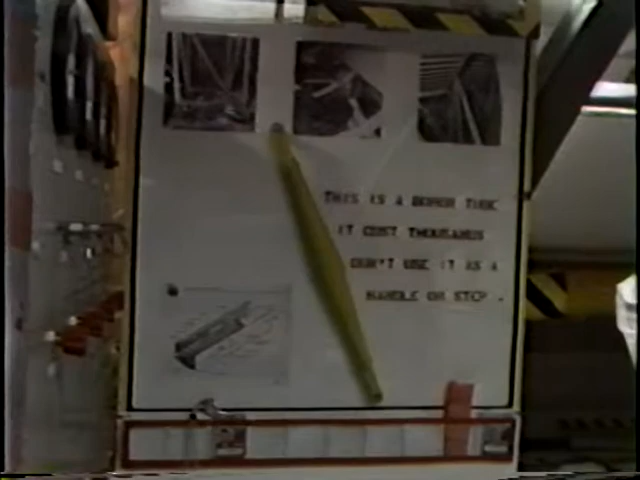 THIS IS A BORON TUBE
IT COST THOUSANDS
DON'T USE IT AS A
HANDLE OR STEP.